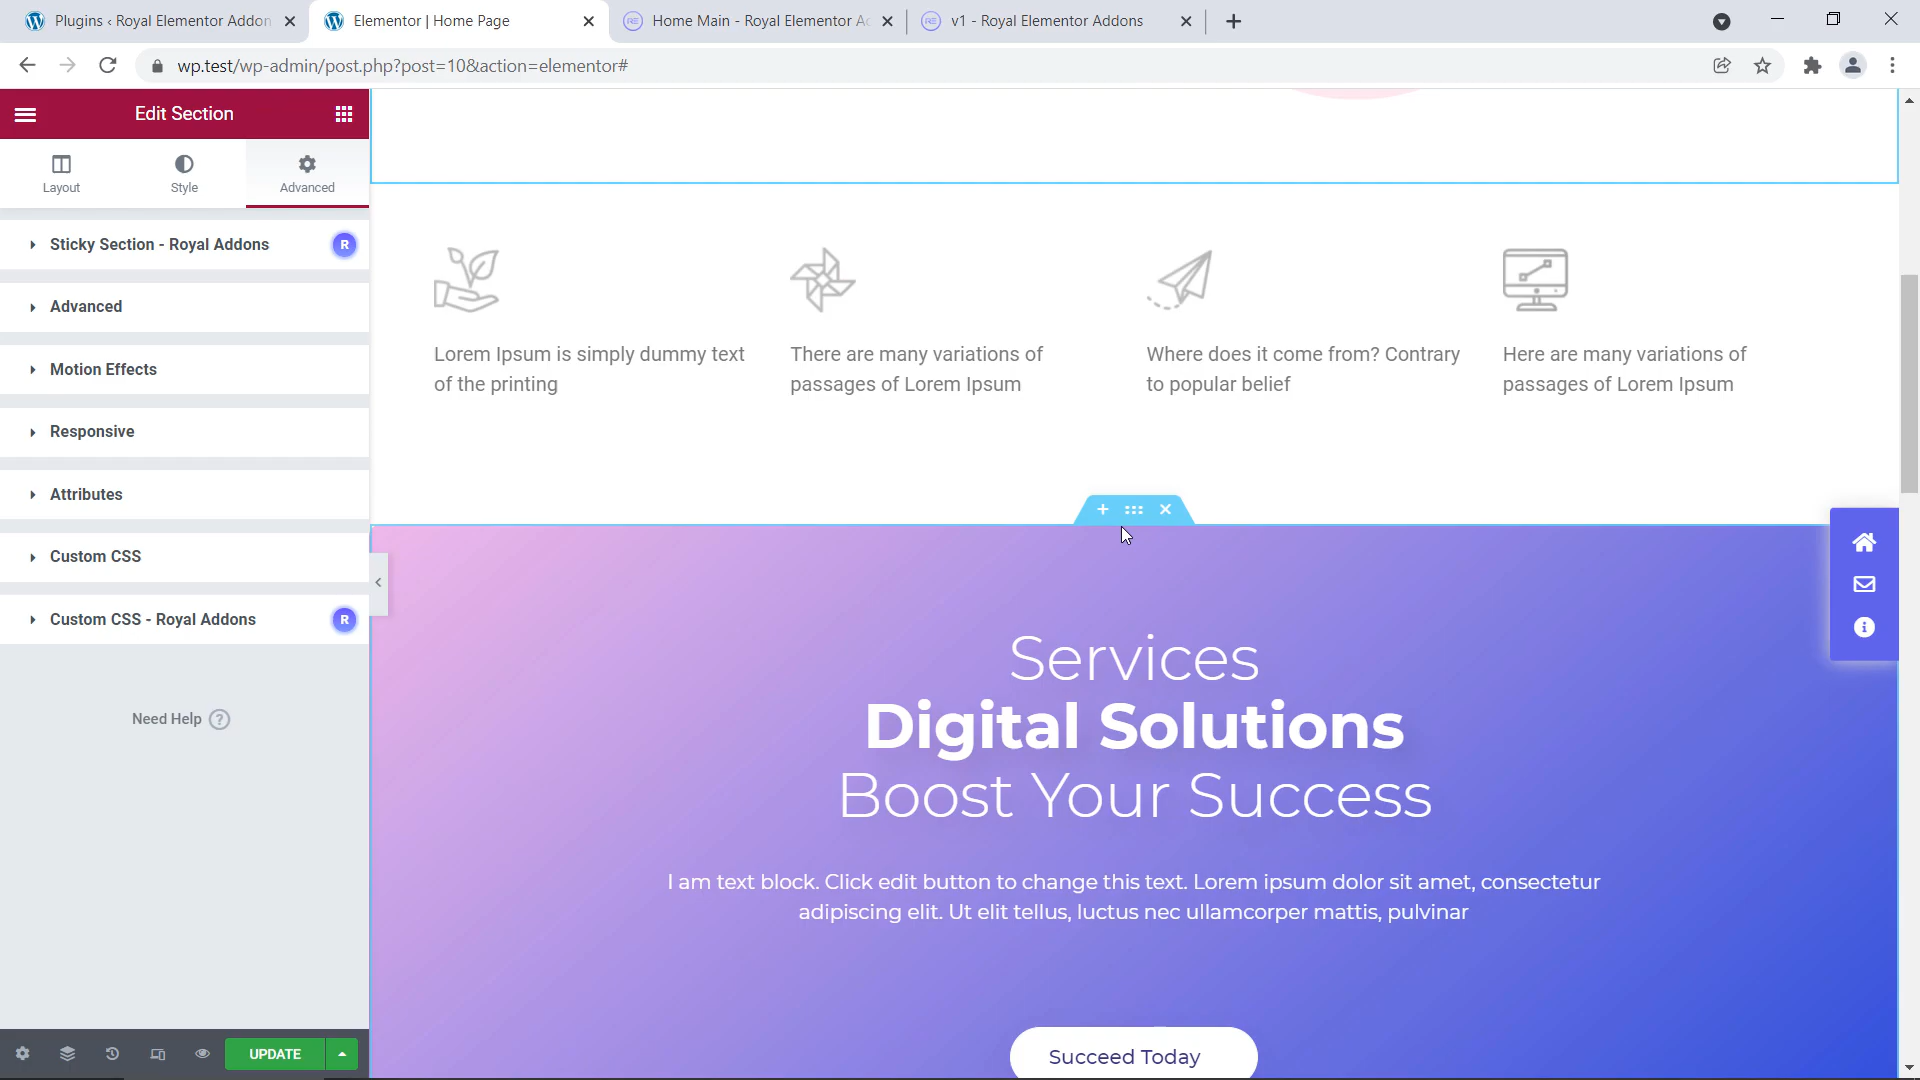 Plugins ‹ Royal Elementor Addon
Elementor | Home Page
Home Main - Royal Elementor Ad
v1 - Royal Elementor Addons
wp.test/wp-admin/post.php?post=10&action=elementor#
Edit Section
Layout
Style
Advanced
Sticky Section - Royal Addons
R
Advanced
Motion Effects
Responsive
Attributes
Custom CSS
Custom CSS - Royal Addons
R
Need Help ?
UPDATE
Lorem Ipsum is simply dummy text
of the printing
There are many variations of
passages of Lorem Ipsum
Where does it come from? Contrary
to popular belief
Here are many variations of
passages of Lorem Ipsum
Services
Digital Solutions
Boost Your Success
I am text block. Click edit button to change this text. Lorem ipsum dolor sit amet, consectetur
adipiscing elit. Ut elit tellus, luctus nec ullamcorper mattis, pulvinar
Succeed Today